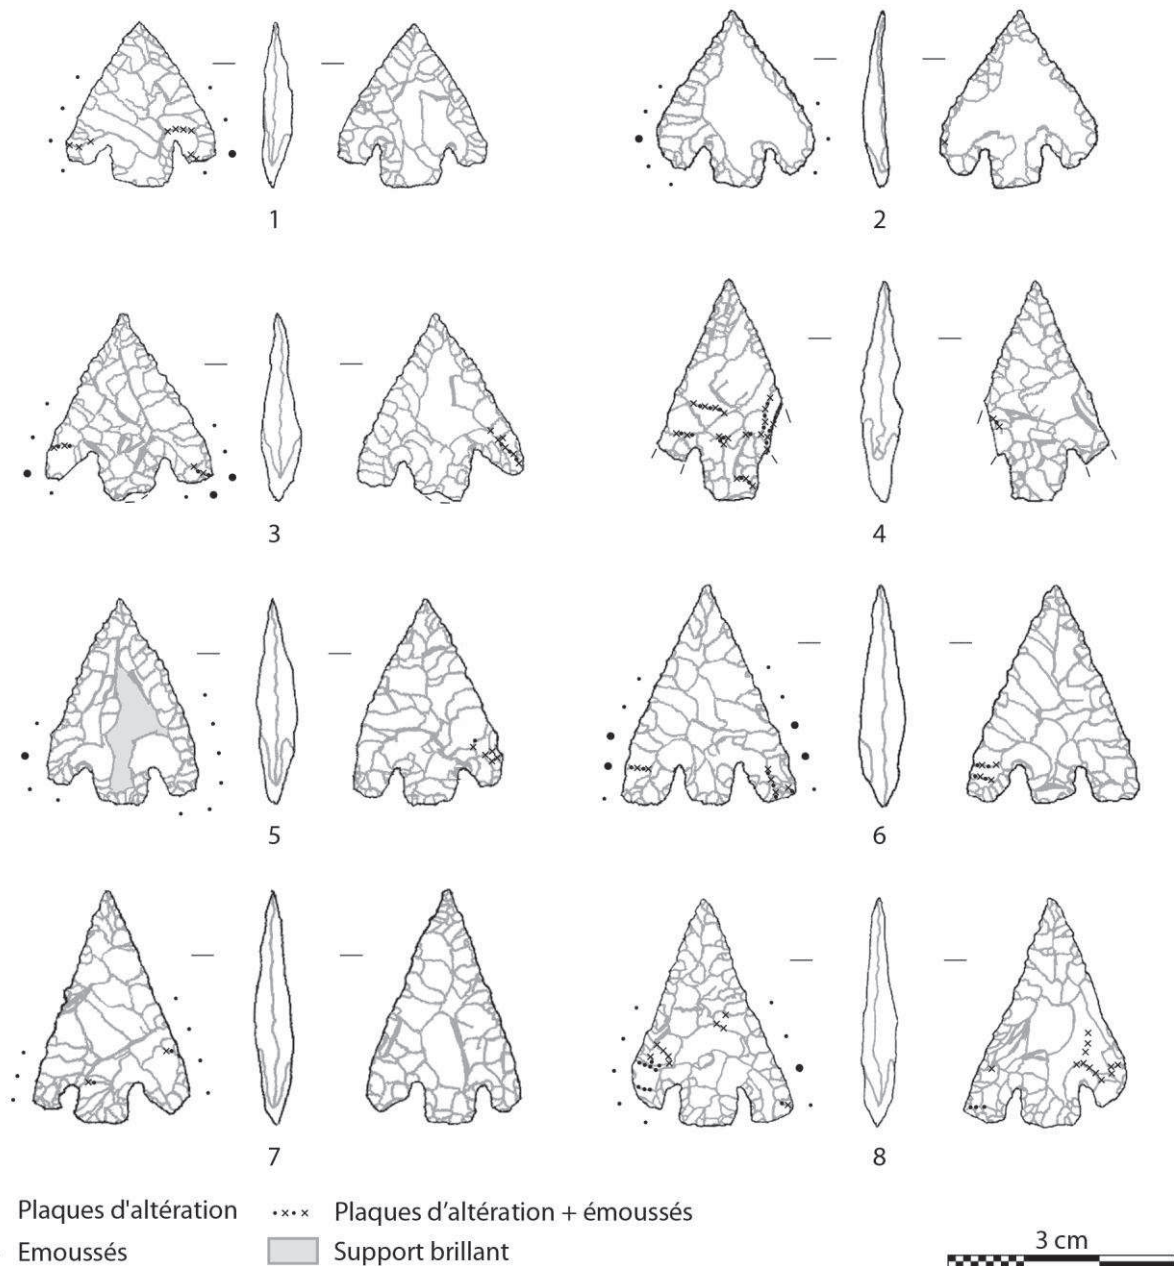 1
2
3
4
5
6
7
8
Plaques d'altération
Plaques d’altération + émoussés
Emoussés
Support brillant
3 cm